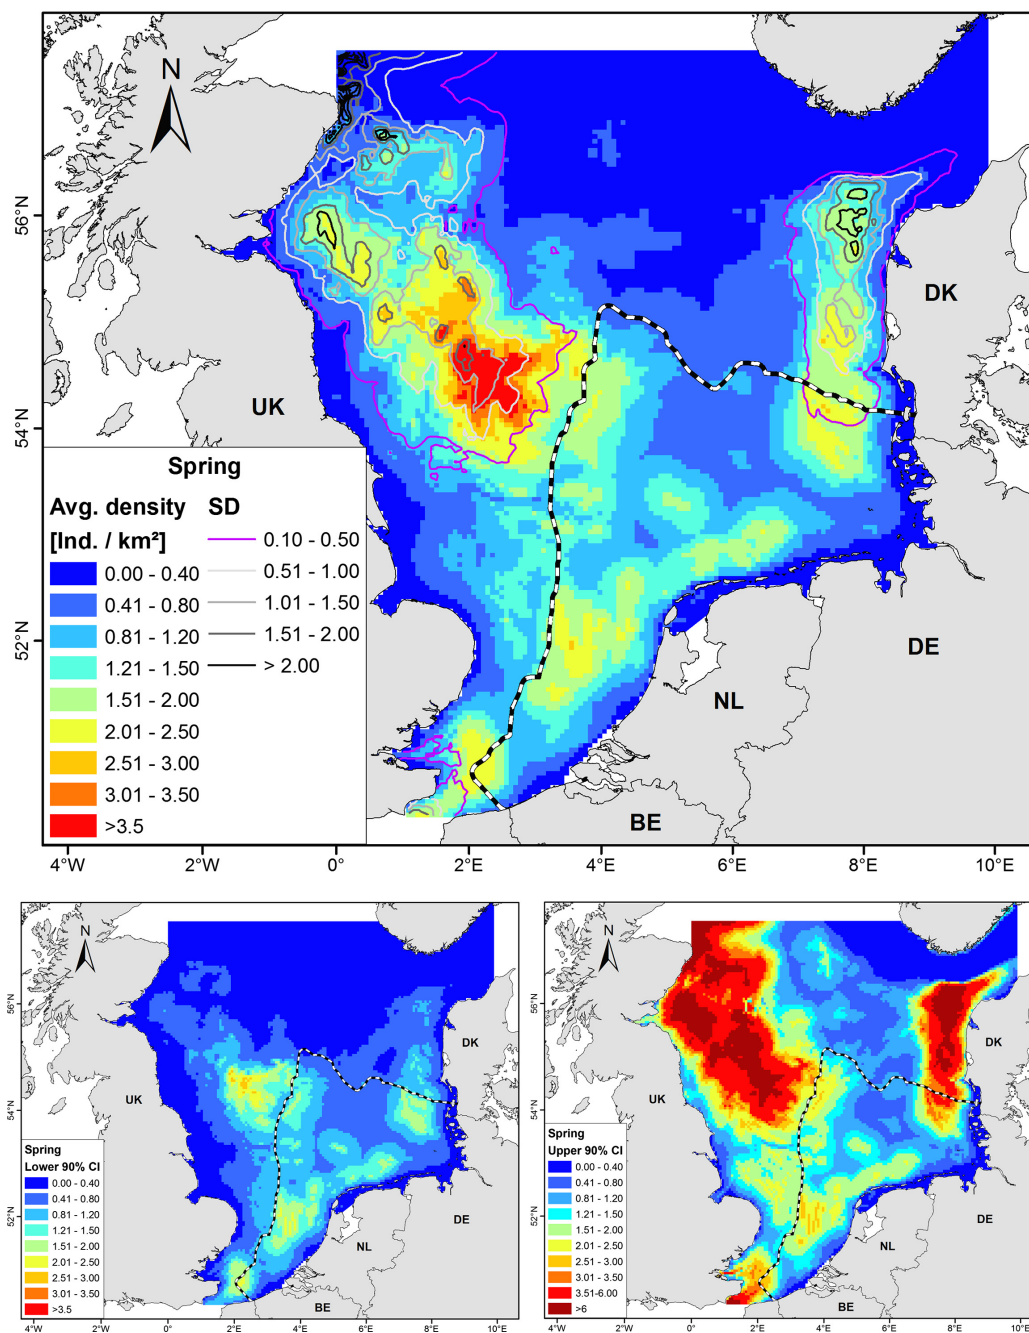 N
56°N
54°N
52°N
UK
DK
DE
NL
BE
Spring
Avg. density SD
[Ind. / km²]
0.10 - 0.50
0.00 - 0.40
0.51 - 1.00
0.41 - 0.80
1.01 - 1.50
0.81 - 1.20
1.51 - 2.00
1.21 - 1.50
> 2.00
1.51 - 2.00
2.01 - 2.50
2.51 - 3.00
3.01 - 3.50
>3.5
4°W 2°W 0° 2°E 4°E 6°E 8°E 10°E
N
56°N
54°N
52°N
UK
DK
DE
NL
BE
Spring
Lower 90% CI
0.00 - 0.40
0.41 - 0.80
0.81 - 1.20
1.21 - 1.50
1.51 - 2.00
2.01 - 2.50
2.51 - 3.00
3.01 - 3.50
>3.5
4°W 2°W 0° 2°E 4°E 6°E 8°E 10°E
N
56°N
54°N
52°N
UK
DK
DE
NL
BE
Spring
Upper 90% CI
0.00 - 0.40
0.41 - 0.80
0.81 - 1.20
1.21 - 1.50
1.51 - 2.00
2.01 - 2.50
2.51 - 3.00
3.01 - 3.50
3.51-6.00
>6
4°W 2°W 0° 2°E 4°E 6°E 8°E 10°E